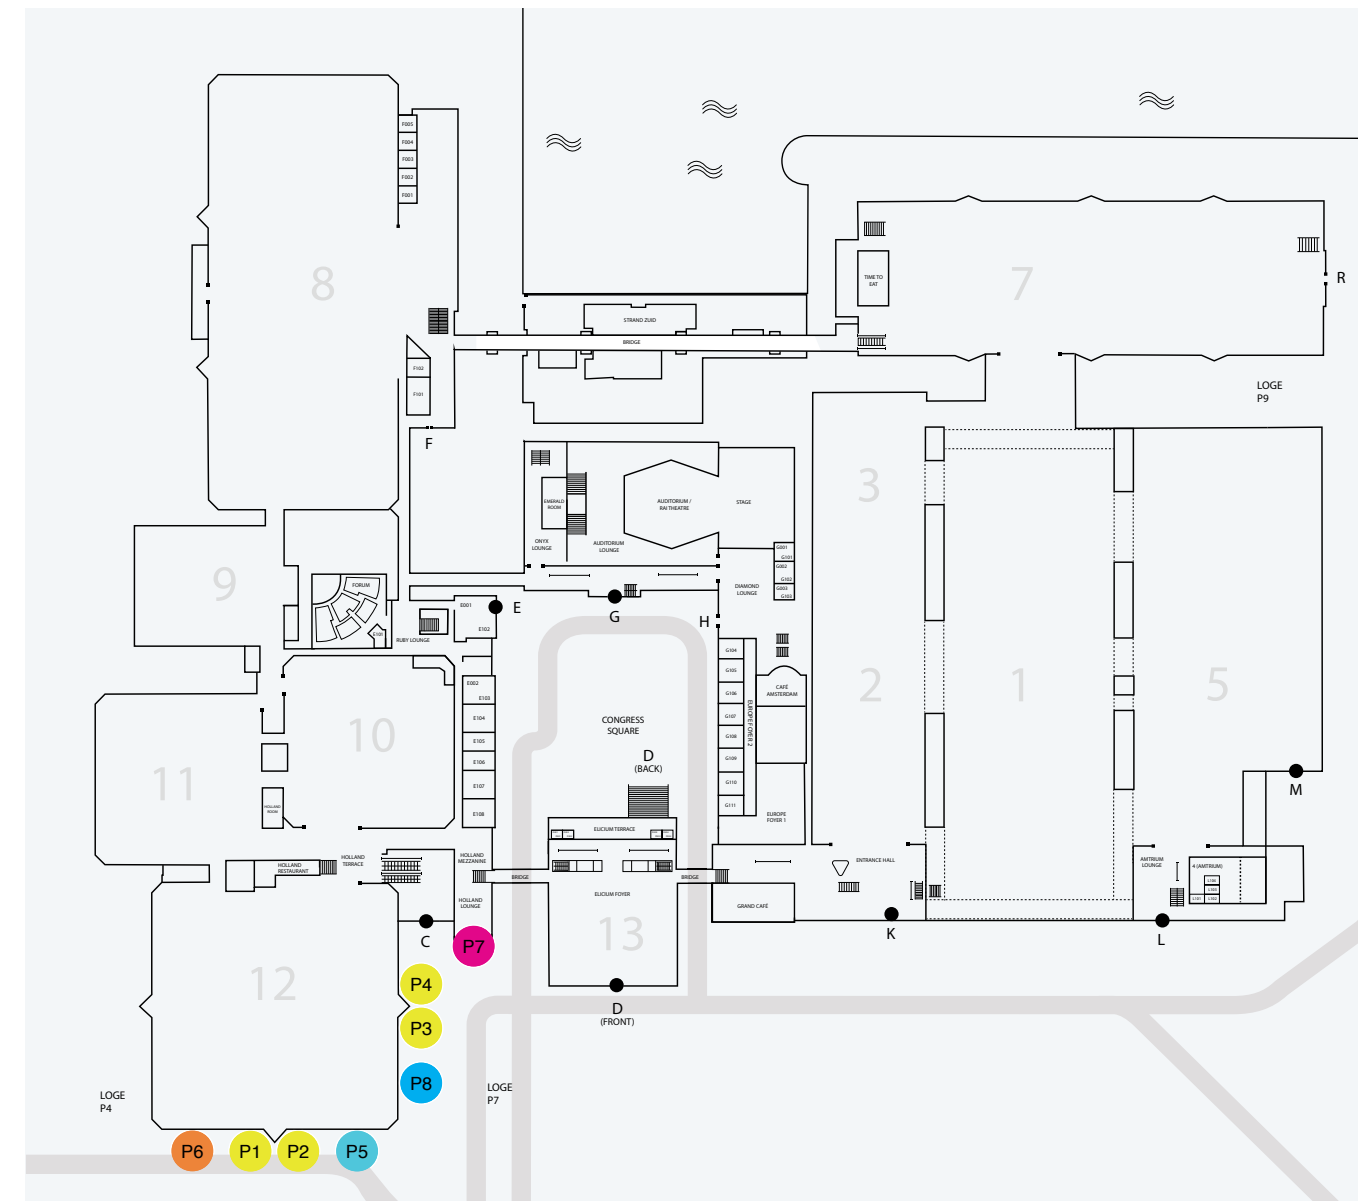 F005
F004
F003
F002
F001
8
7
R
TIME TO
EAT
STRAND ZUID
BRIDGE
F102
F101
F
LOGE
P9
3
EMERALD
ROOM
AUDITORIUM /
RAI THEATRE
STAGE
ONYX
LOUNGE
AUDITORIUM
LOUNGE
G001
G101
G002
G102
G003
G103
DIAMOND
LOUNGE
9
FORUM
E101
RUBY LOUNGE
E001
E102
E
G
H
G104
G105
G106
G107
G108
G109
G110
G111
EUROPE FOYER 2
CAFÉ
AMSTERDAM
EUROPE
FOYER 1
2
1
5
M
E002
E103
E104
E105
E106
E107
E108
CONGRESS
SQUARE
D
(BACK)
10
11
HOLLAND
ROOM
ELICIUM TERRACE
HOLLAND
RESTAURANT
HOLLAND
TERRACE
HOLLAND
MEZZANINE
BRIDGE
BRIDGE
ELICIUM FOYER
HOLLAND
LOUNGE
13
GRAND CAFÉ
ENTRANCE HALL
K
AMTRIUM
LOUNGE
4 (AMTRIUM)
L
C
P7
12
P4
P3
P8
D
(FRONT)
LOGE
P4
LOGE
P7
P6
P1
P2
P5